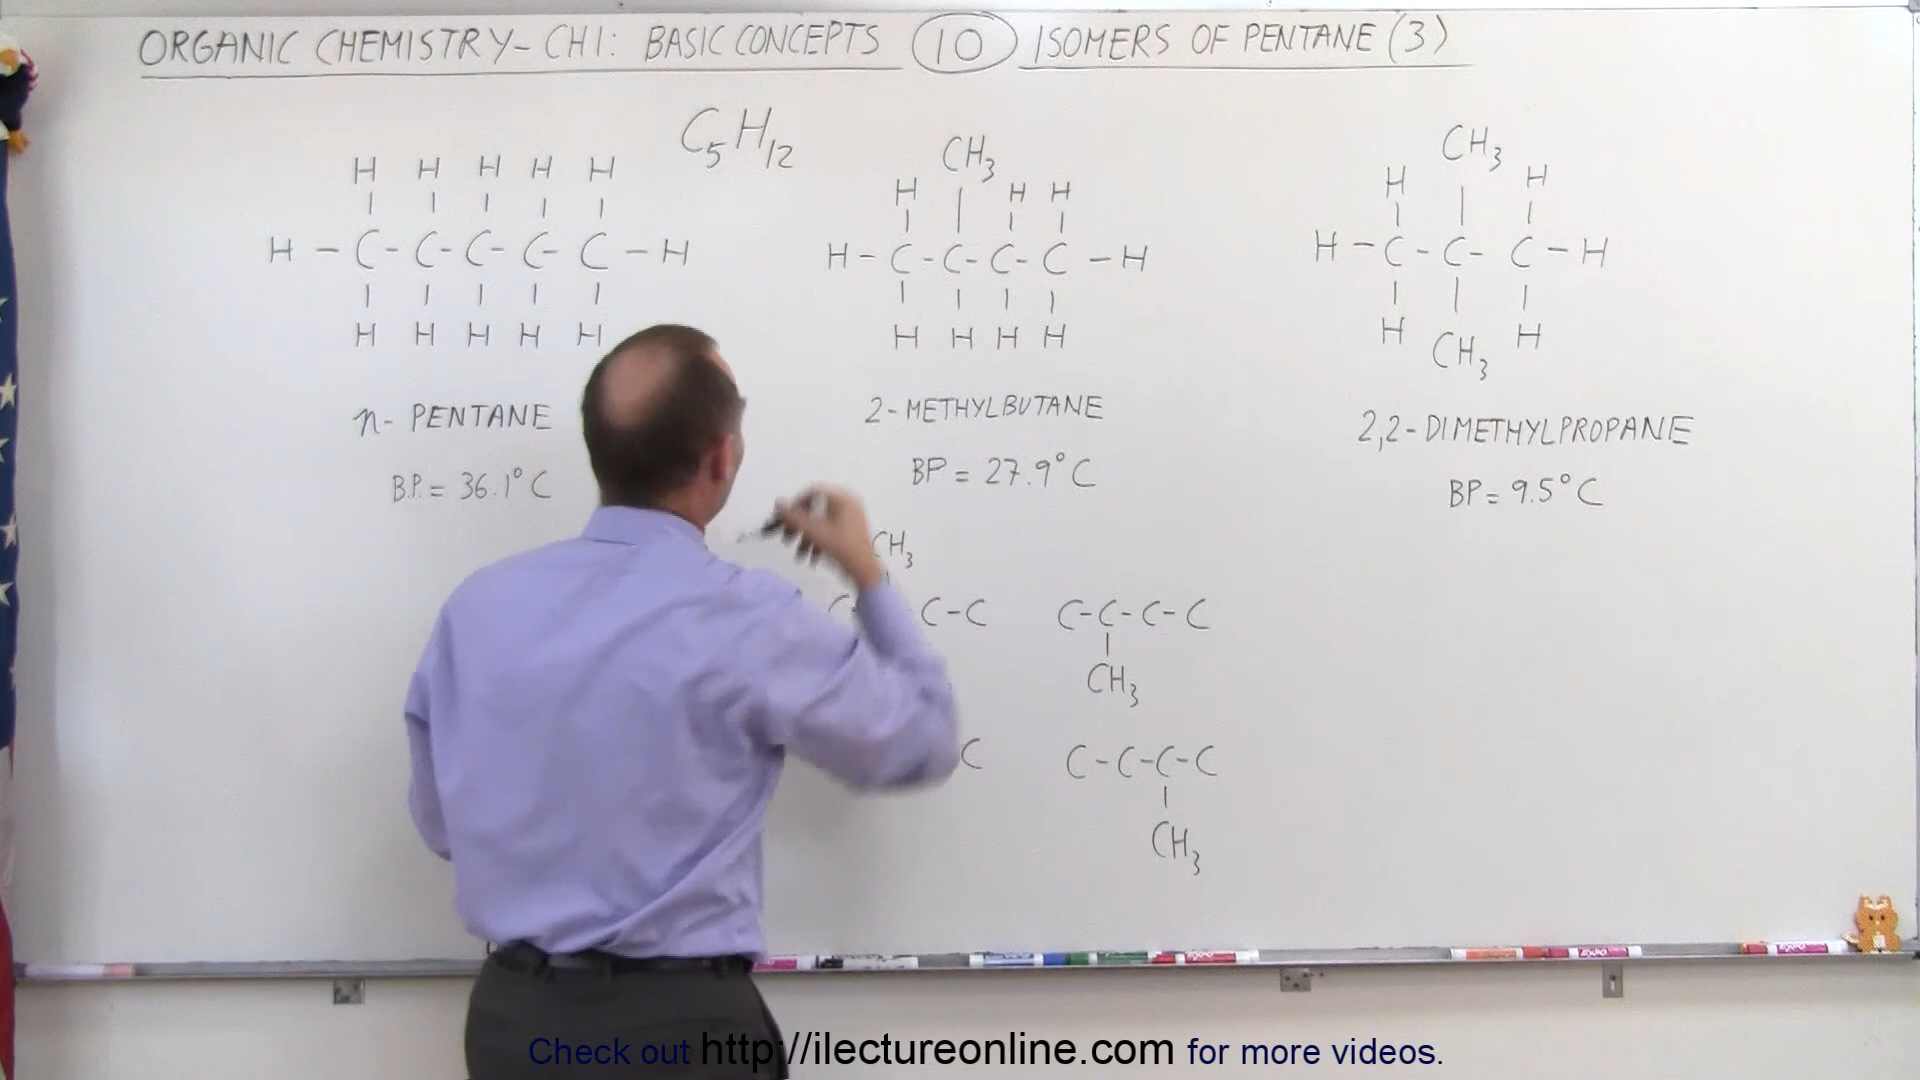 ORGANIC CHEMISTRY- CH1: BASIC CONCEPTS 10 ISOMERS OF PENTANE (3)
C5H12
H H H H H
H - C - C - C - C - C - H
H H H H H
n- PENTANE
B.P. = 36.1°C
CH3
H H H
H - C - C - C - C - H
H H H H
2-METHYLBUTANE
BP = 27.9°C
CH3
H H
H - C - C - C - H
H CH3 H
2,2-DIMETHYLPROPANE
BP = 9.5°C
CH3
C-C
C-C-C-C
CH3
C
C-C-C-C
CH3
EXPO
Check out http://ilectureonline.com for more videos.